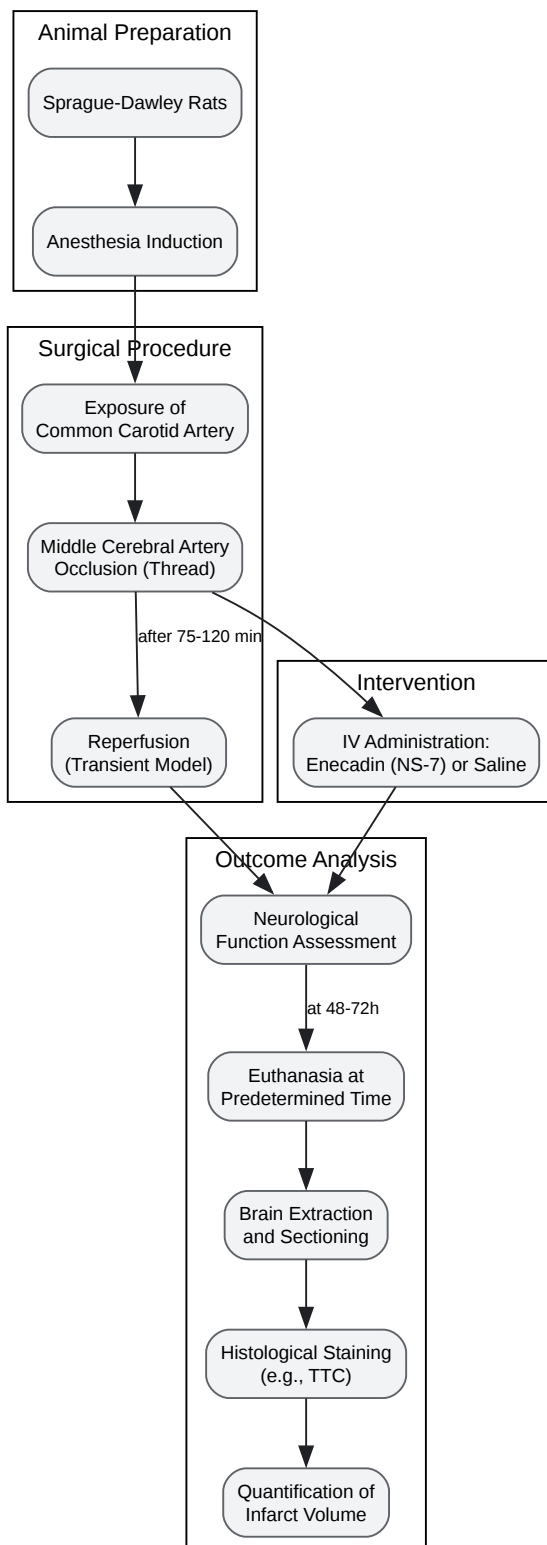 Animal Preparation
Sprague-Dawley Rats
Anesthesia Induction
Surgical Procedure
Exposure of
Common Carotid Artery
Middle Cerebral Artery
Occlusion (Thread)
after 75-120 min
Reperfusion
(Transient Model)
Intervention
IV Administration:
Enecadin (NS-7) or Saline
Outcome Analysis
Neurological
Function Assessment
at 48-72h
Euthanasia at
Predetermined Time
Brain Extraction
and Sectioning
Histological Staining
(e.g., TTC)
Quantification of
Infarct Volume